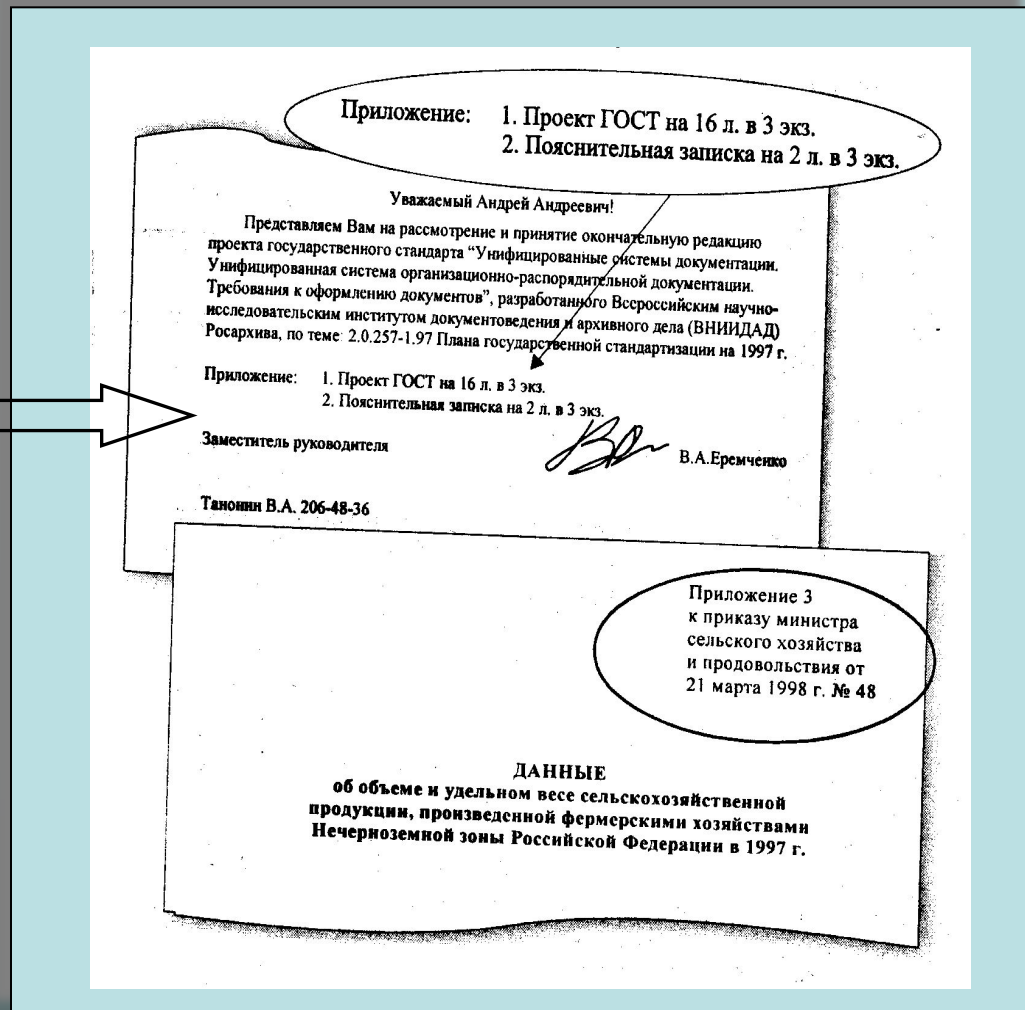 Приложение: 1. Проект ГОСТ на 16 л. в 3 экз.
2. Пояснительная записка на 2 л. в 3 экз.
Уважаемый Андрей Андреевич!
Представляем Вам на рассмотрение и принятие окончательную редакцию
проекта государственного стандарта “Унифицированные системы документации.
Унифицированная система организационно-распорядительной документации.
Требования к оформлению документов”, разработанного Всероссийским научно-
исследовательским институтом документоведения и архивного дела (ВНИИДАД)
Росархива, по теме 2.0.257-1.97 Плана государственной стандартизации на 1997 г.
Приложение: 1. Проект ГОСТ на 16 л. в 3 экз.
2. Пояснительная записка на 2 л. в 3 экз.
Заместитель руководителя В.А.Еремченко
Танонин В.А. 206-48-36
Приложение 3
к приказу министра
сельского хозяйства
и продовольствия от
21 марта 1998 г. № 48
ДАННЫЕ
об объеме и удельном весе сельскохозяйственной
продукции, произведенной фермерскими хозяйствами
Нечерноземной зоны Российской Федерации в 1997 г.